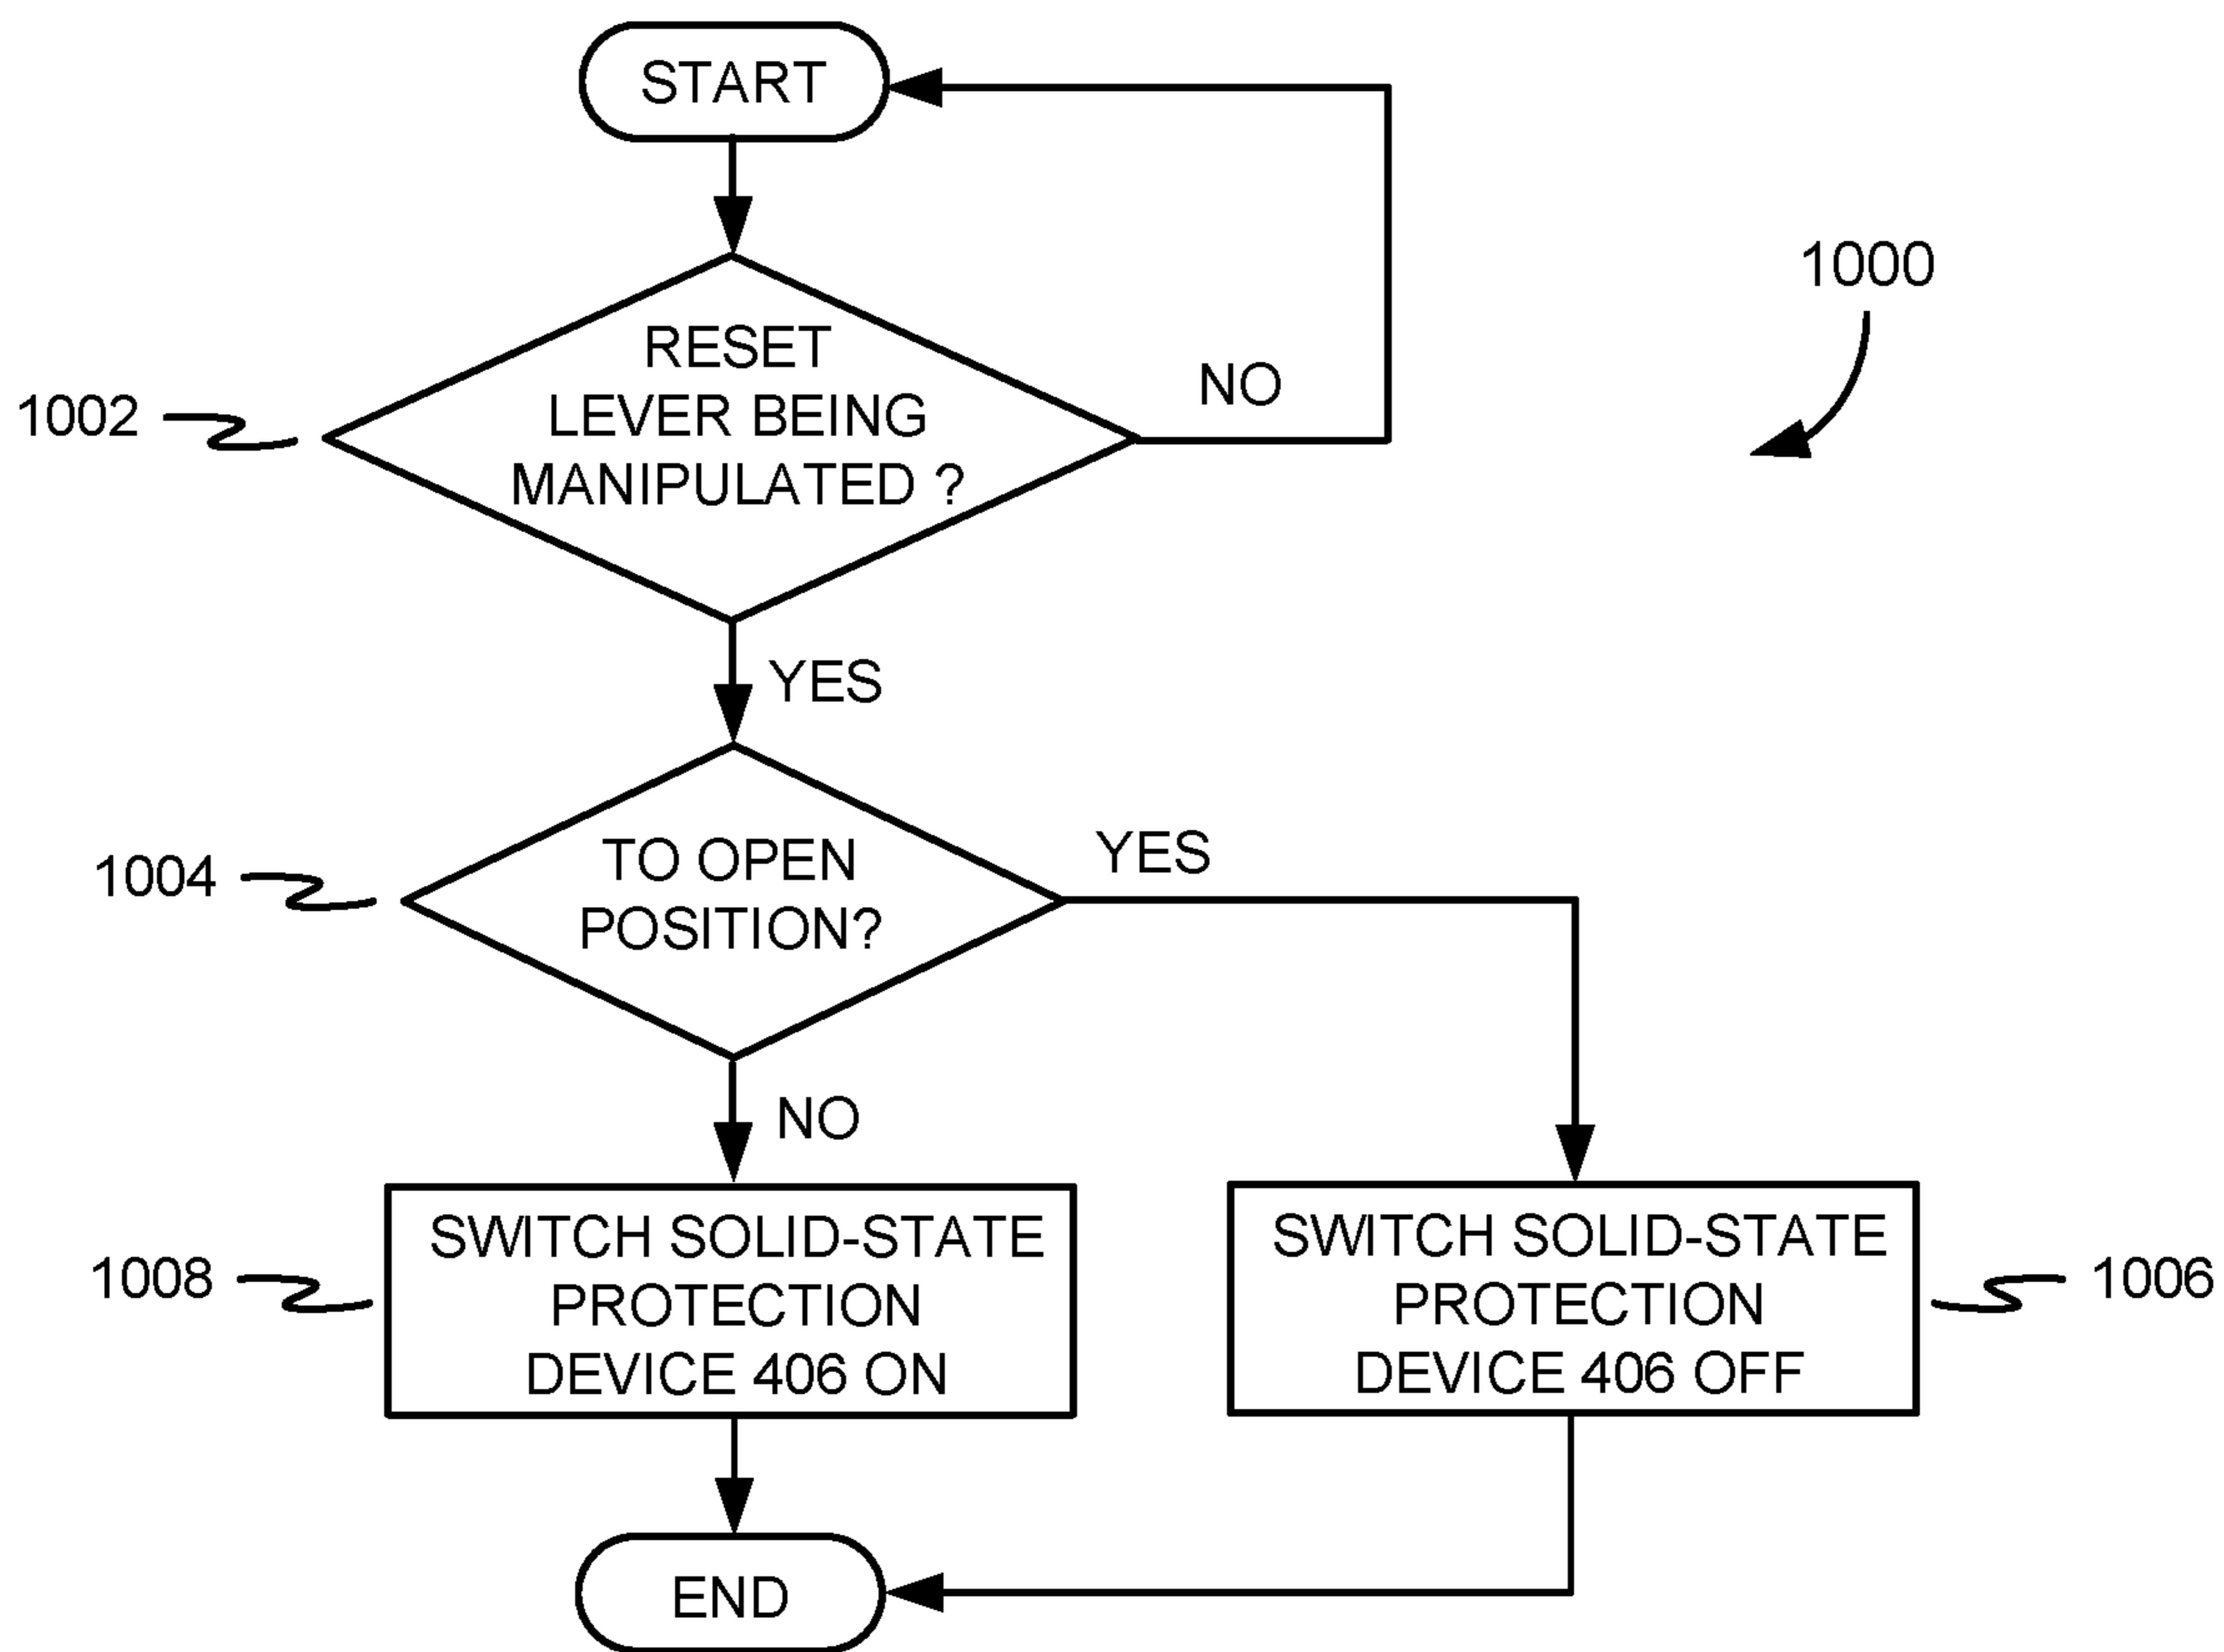 START
1000
RESET
LEVER BEING
MANIPULATED ?
NO
1002
YES
TO OPEN
POSITION?
YES
1004
NO
SWITCH SOLID-STATE
PROTECTION
DEVICE 406 ON
1008
SWITCH SOLID-STATE
PROTECTION
DEVICE 406 OFF
1006
END